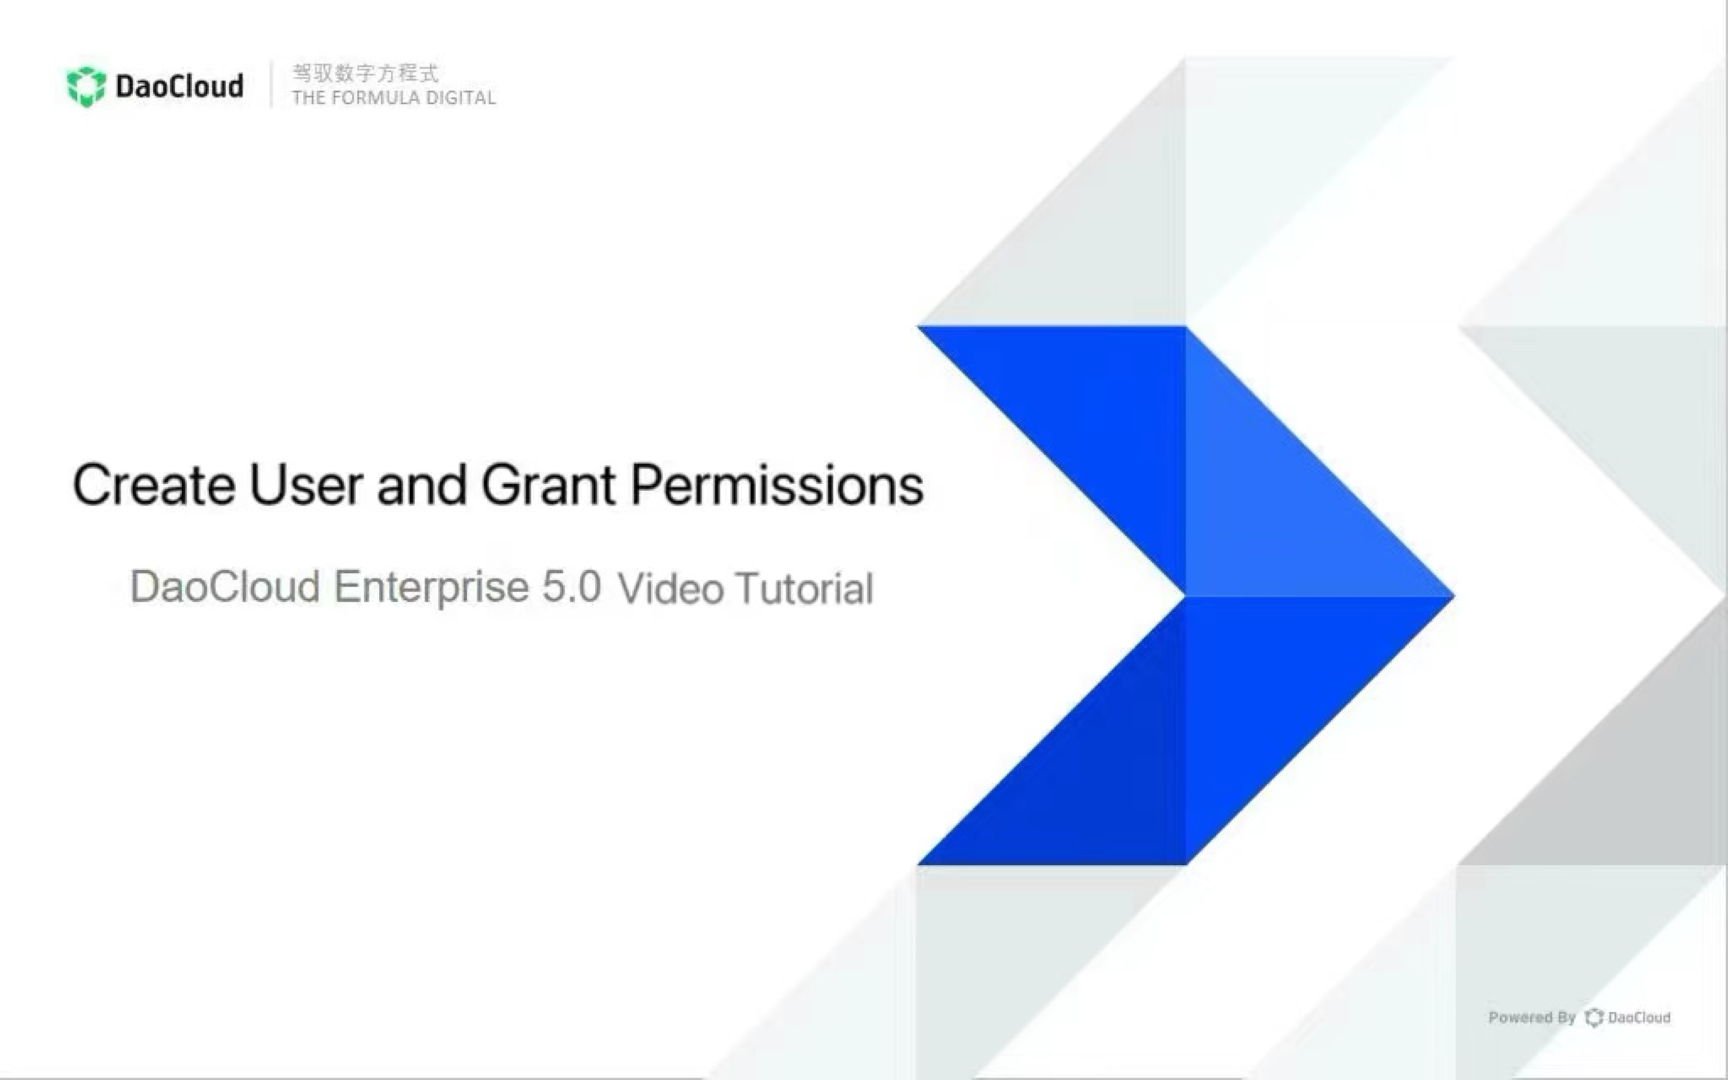 DaoCloud
驾驭数字方程式
THE FORMULA DIGITAL
Create User and Grant Permissions
DaoCloud Enterprise 5.0 Video Tutorial
Powered By DaoCloud